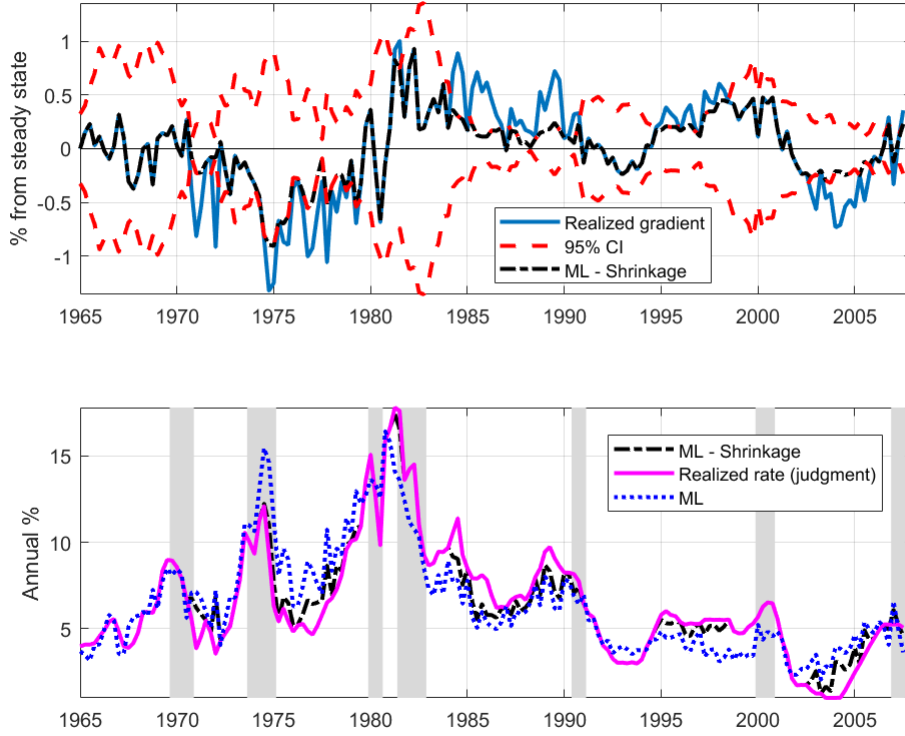 % from steady state
1
0.5
0
-0.5
-1
Realized gradient
95% CI
ML - Shrinkage
1965 1970 1975 1980 1985 1990 1995 2000 2005
Annual %
15
10
5
ML - Shrinkage
Realized rate (judgment)
ML
1965 1970 1975 1980 1985 1990 1995 2000 2005